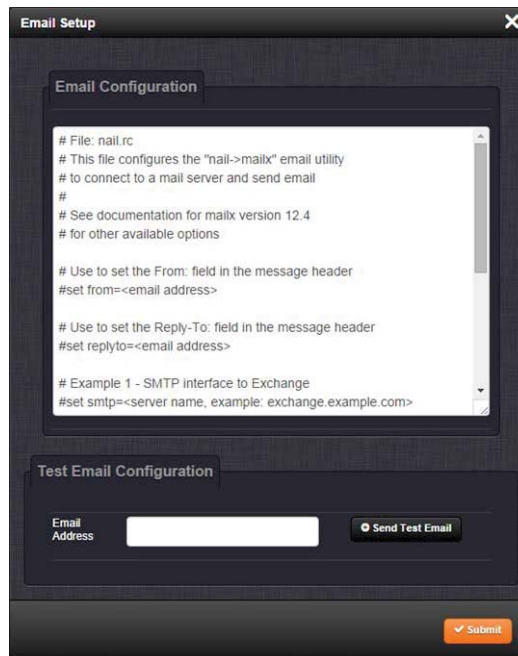 Email Setup
Email Configuration
# File: nail.rc
# This file configures the "nail->mailx" email utility
# to connect to a mail server and send email
#
# See documentation for mailx version 12.4
# for other available options
# Use to set the From: field in the message header
#set from=<email address>
# Use to set the Reply-To: field in the message header
#set replyto=<email address>
# Example 1 - SMTP interface to Exchange
#set smtp=<server name, example: exchange.example.com>
Test Email Configuration
Email
Address
Send Test Email
Submit